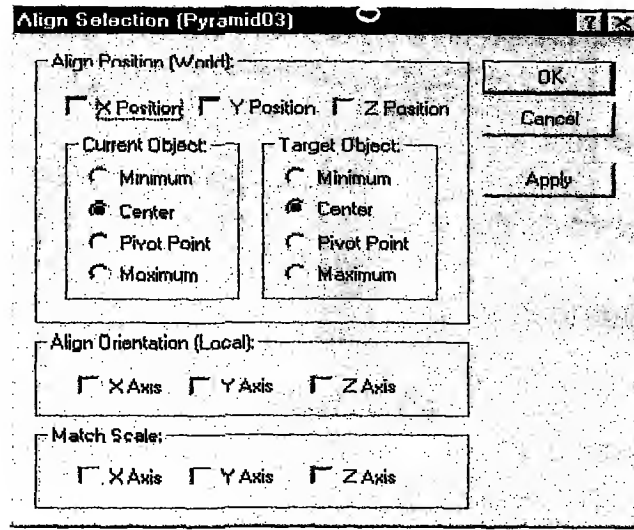 Align Selection (Pyramid03)
Align Position (World):
X Position Y Position Z Position
Current Object:
Minimum
Center
Pivot Point
Maximum
Target Object:
Minimum
Center
Pivot Point
Maximum
OK
Cancel
Apply
Align Orientation (Local):
X Axis Y Axis Z Axis
Match Scale:
X Axis Y Axis Z Axis